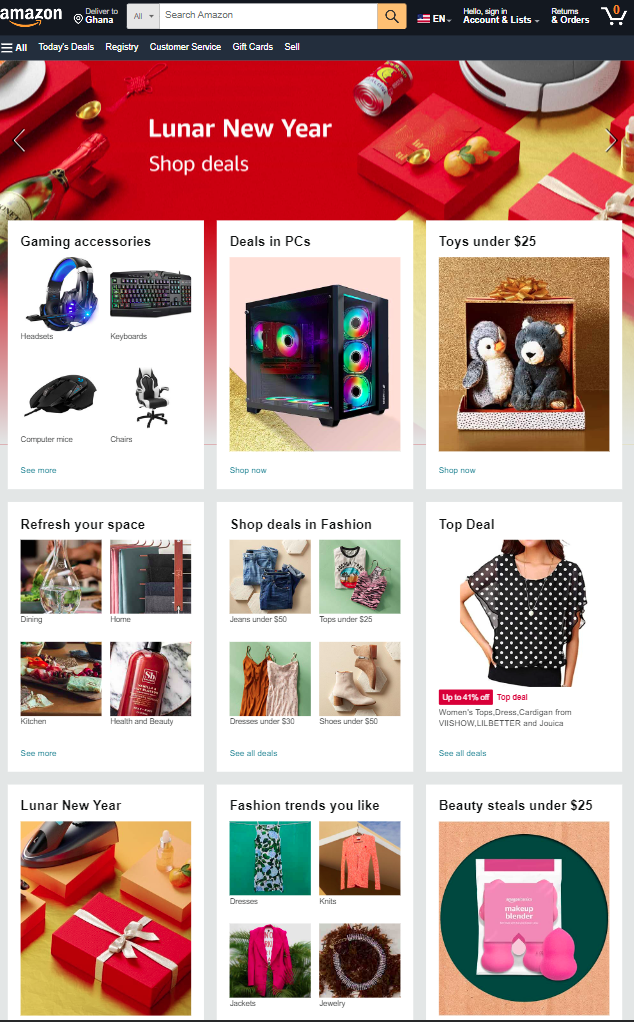 amazon
Deliver to
Ghana
All
Search Amazon
EN
Hello, sign in
Account & Lists
Returns
& Orders
0
All
Today's Deals
Registry
Customer Service
Gift Cards
Sell
Lunar New Year
Shop deals
Gaming accessories
Headsets
Keyboards
Computer mice
Chairs
See more
Deals in PCs
Shop now
Toys under $25
Shop now
Refresh your space
Dining
Home
Kitchen
Health and Beauty
See more
Shop deals in Fashion
Jeans under $50
Tops under $25
Dresses under $30
Shoes under $50
See all deals
Top Deal
Up to 41% off
Top deal
Women's Tops,Dress,Cardigan from
VIISHOW,LILBETTER and Jouica
See all deals
Lunar New Year
Fashion trends you like
Dresses
Knits
Jackets
Jewelry
Beauty steals under $25
makeup
blender